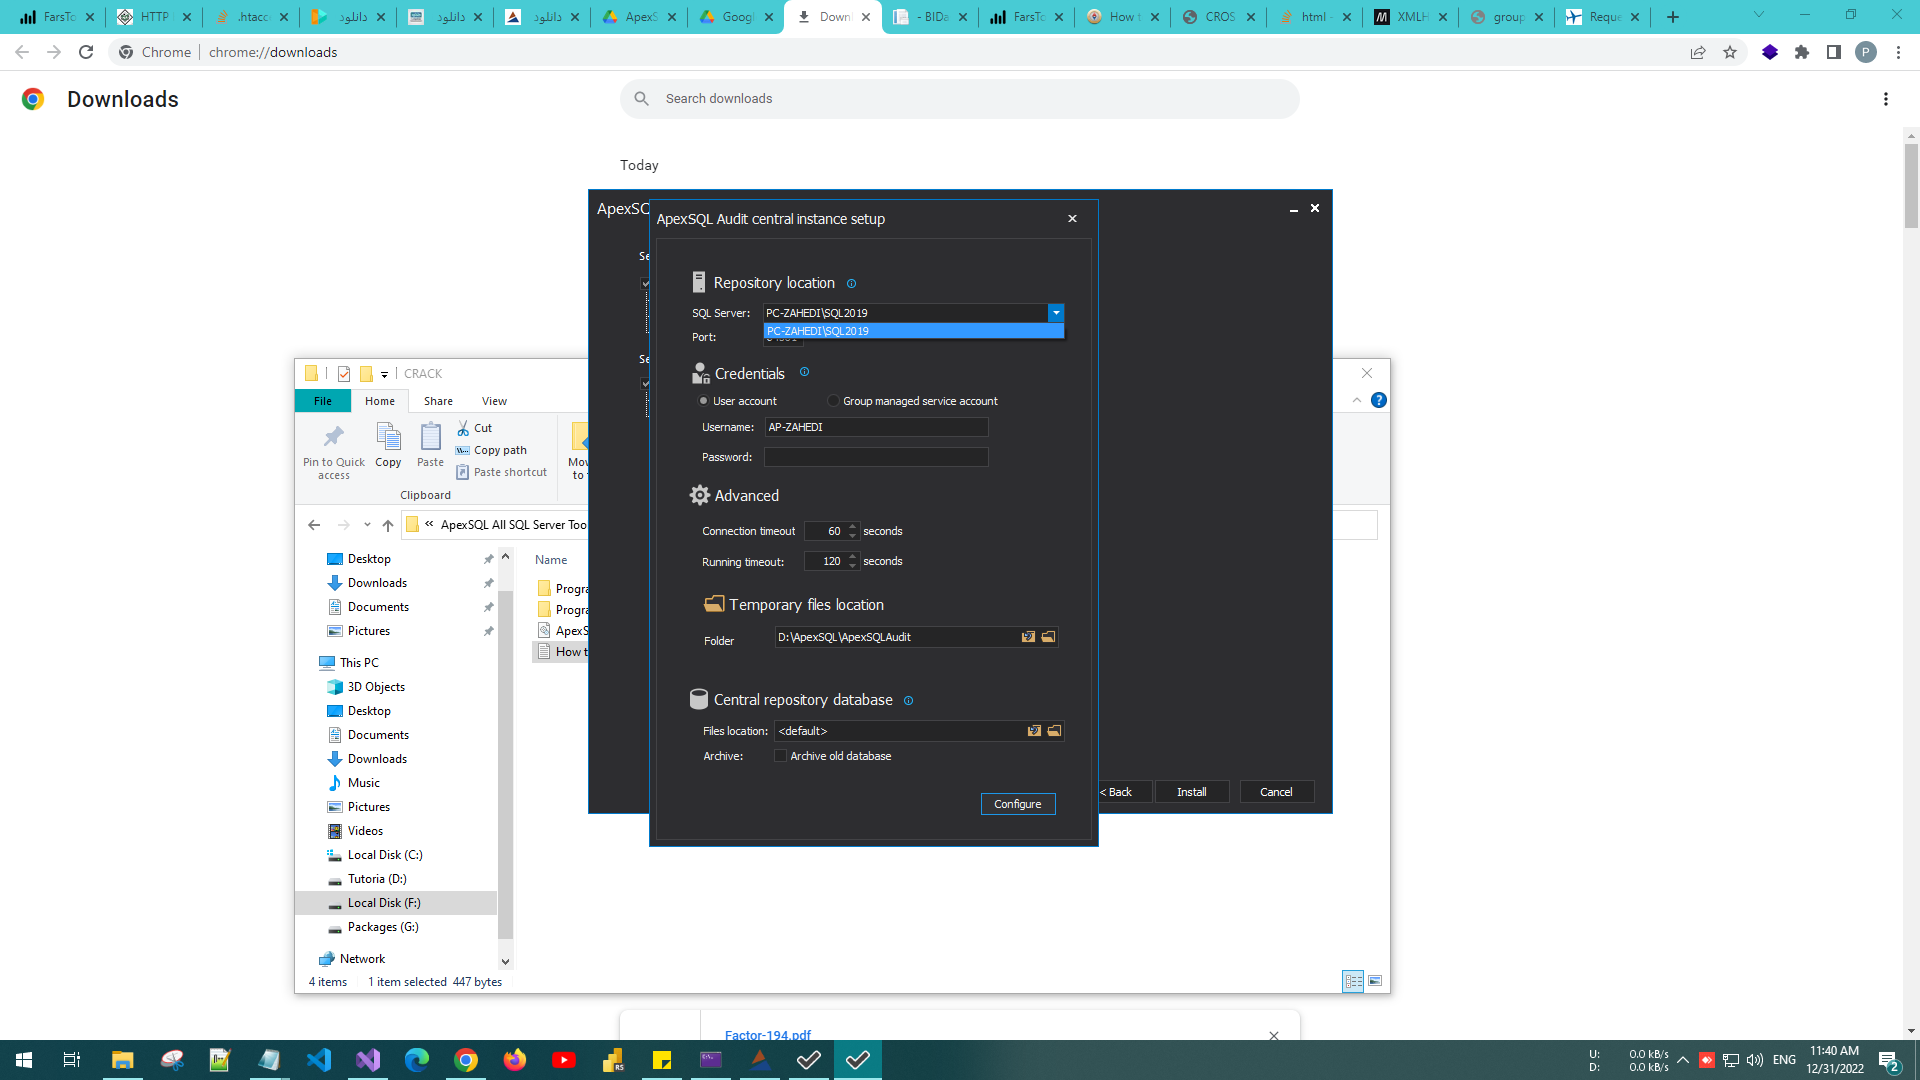 FarsTo
HTTP
.htacc
دانلود
دانلود
دانلود
ApexS
Googl
Downl
- BIDa
FarsTo
How t
CROS
html -
XMLH
group
Reque
Chrome
chrome://downloads
P
Downloads
Search downloads
Today
ApexSQ
ApexSQL Audit central instance setup
Se
Repository location
SQL Server:
PC-ZAHEDI\SQL2019
PC-ZAHEDI\SQL2019
Port:
Se
Credentials
User account
Group managed service account
Username:
AP-ZAHEDI
Password:
Advanced
Connection timeout
60
seconds
Running timeout:
120
seconds
Temporary files location
Folder
D:\ApexSQL\ApexSQLAudit
Central repository database
Files location:
<default>
Archive:
Archive old database
Configure
< Back
Install
Cancel
CRACK
File
Home
Share
View
Pin to Quick
access
Copy
Paste
Cut
Copy path
Paste shortcut
Mov
to
Clipboard
« ApexSQL All SQL Server Too
Desktop
Downloads
Documents
Pictures
This PC
3D Objects
Desktop
Documents
Downloads
Music
Pictures
Videos
Local Disk (C:)
Tutoria (D:)
Local Disk (F:)
Packages (G:)
Network
Name
Progra
Progra
ApexS
How t
4 items
1 item selected 447 bytes
Factor-194.pdf
U:
D:
0.0 kB/s
0.0 kB/s
ENG
11:40 AM
12/31/2022
2